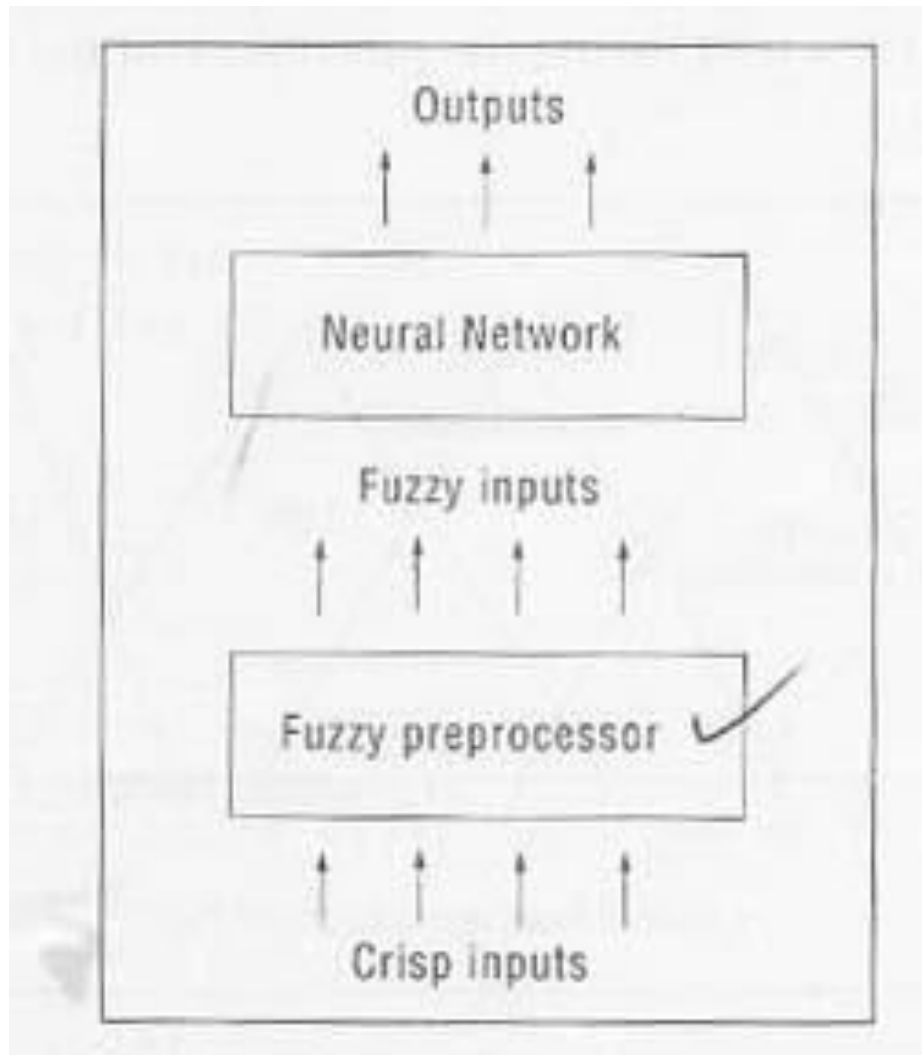 Outputs
Neural Network
Fuzzy inputs
Fuzzy preprocessor
Crisp inputs